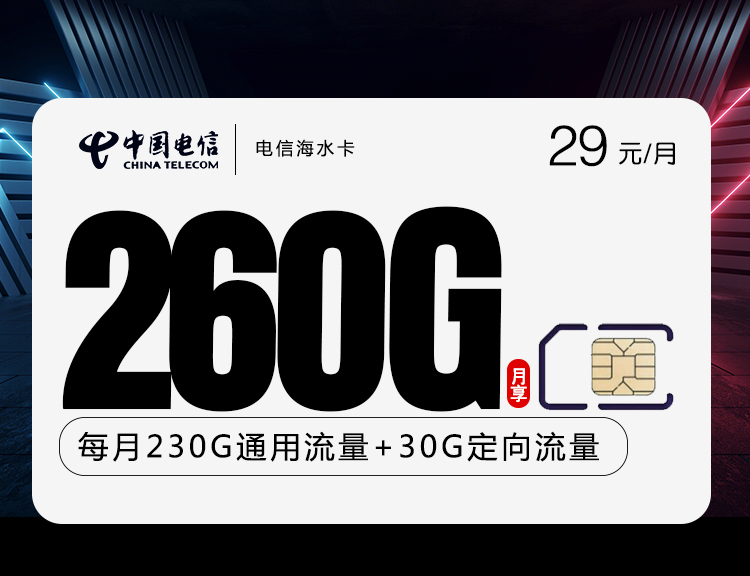 中国电信
CHINA TELECOM
电信海水卡
29 元/月
260G
月享
每月230G通用流量+30G定向流量